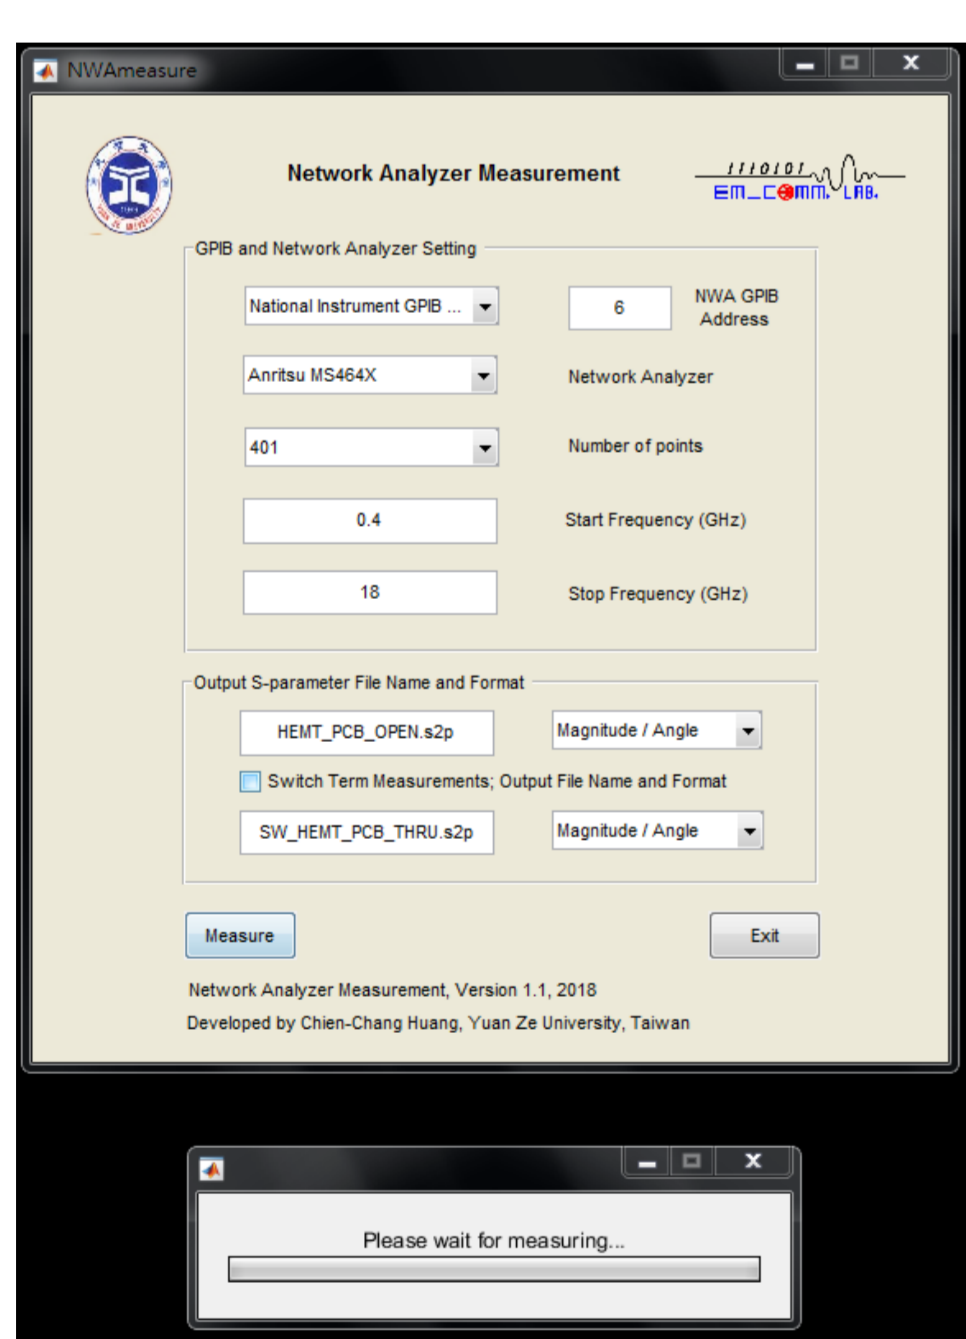 NWAmeasure
Network Analyzer Measurement
1110101
EM_COMM. LAB.
GPIB and Network Analyzer Setting
National Instrument GPIB ...
6
NWA GPIB
Address
Anritsu MS464X
Network Analyzer
401
Number of points
0.4
Start Frequency (GHz)
18
Stop Frequency (GHz)
Output S-parameter File Name and Format
HEMT_PCB_OPEN.s2p
Magnitude / Angle
Switch Term Measurements; Output File Name and Format
SW_HEMT_PCB_THRU.s2p
Magnitude / Angle
Measure
Exit
Network Analyzer Measurement, Version 1.1, 2018
Developed by Chien-Chang Huang, Yuan Ze University, Taiwan
Please wait for measuring...